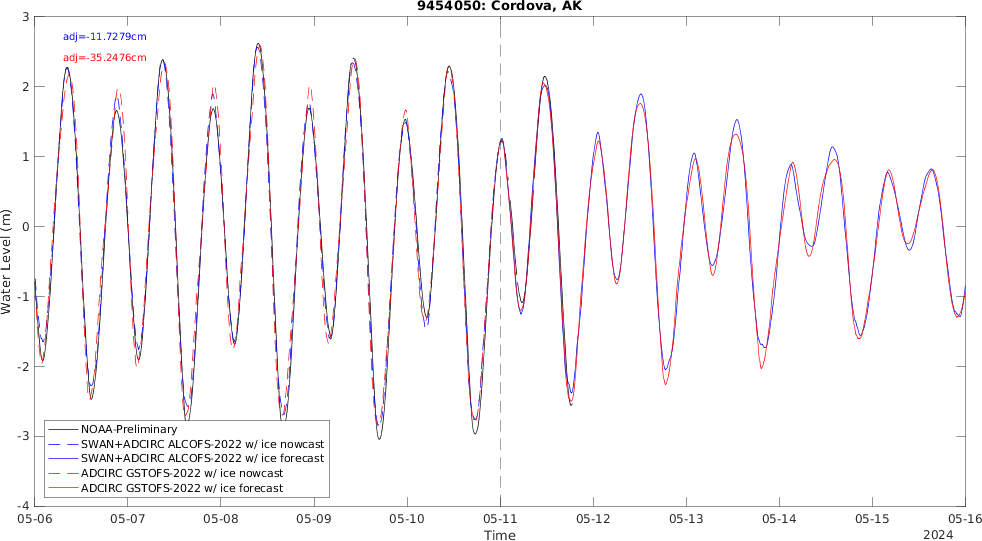 9454050: Cordova, AK
adj=-11.7279cm
adj=-35.2476cm
3
2
1
0
-1
-2
-3
-4
Water Level (m)
NOAA-Preliminary
SWAN+ADCIRC ALCOFS-2022 w/ ice nowcast
SWAN+ADCIRC ALCOFS-2022 w/ ice forecast
ADCIRC GSTOFS-2022 w/ ice nowcast
ADCIRC GSTOFS-2022 w/ ice forecast
05-06 05-07 05-08 05-09 05-10 05-11 05-12 05-13 05-14 05-15 05-16
Time
2024